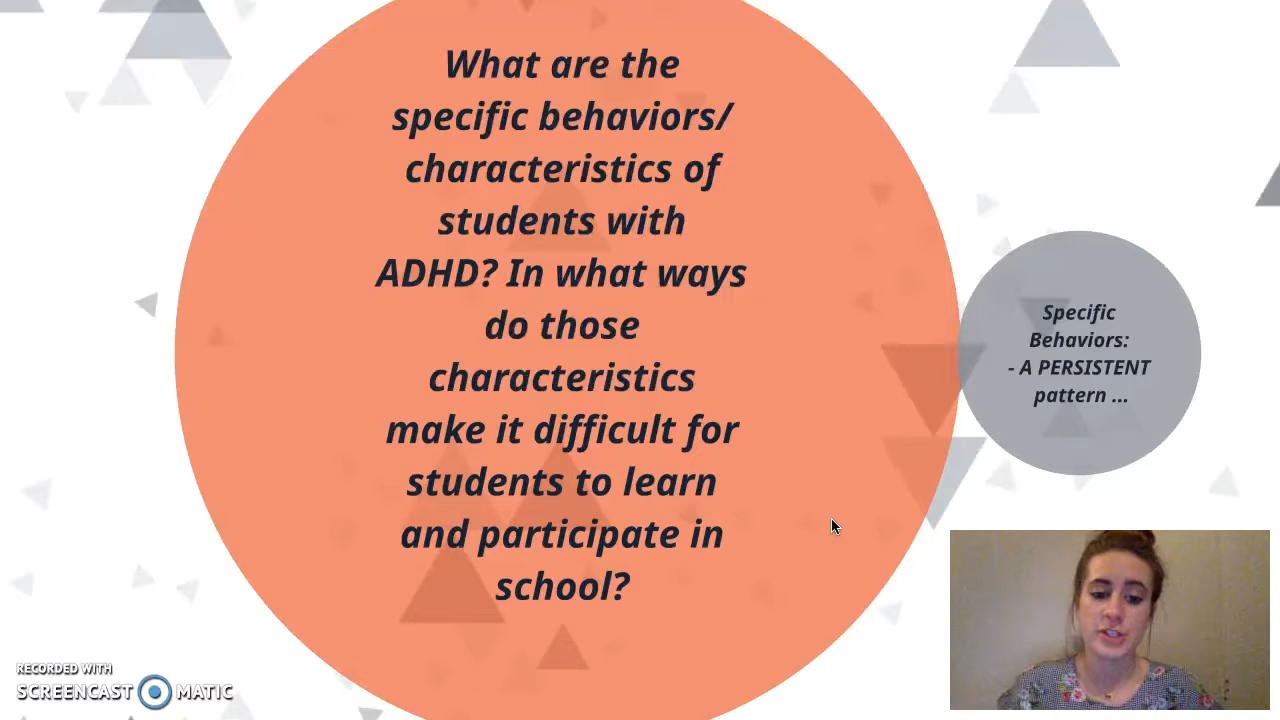 What are the
specific behaviors/
characteristics of
students with
ADHD? In what ways
do those
characteristics
make it difficult for
students to learn
and participate in
school?
Specific
Behaviors:
- A PERSISTENT
pattern ...
RECORDED WITH
SCREENCAST MATIC